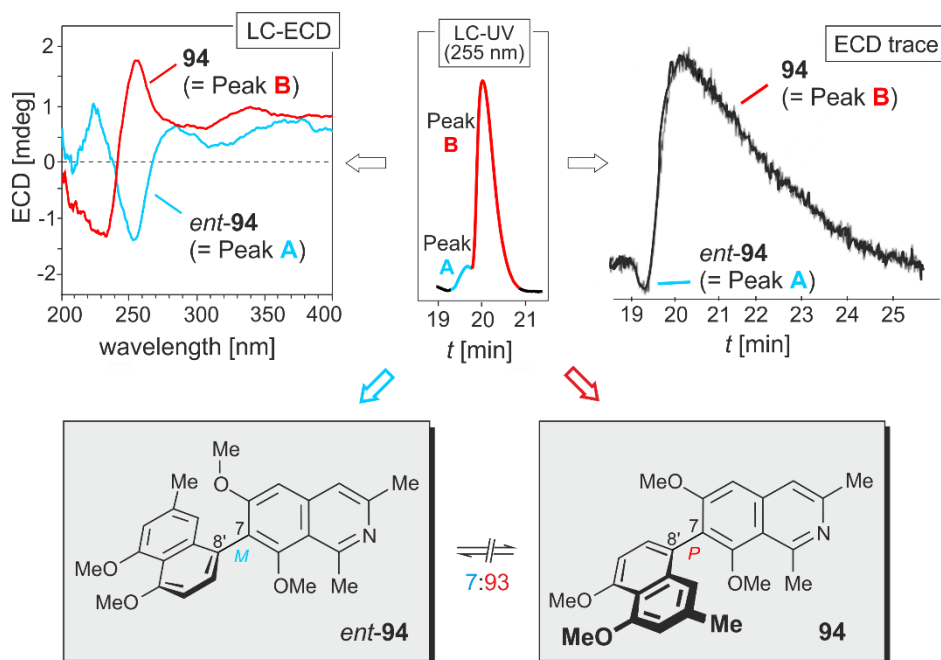 LC-ECD
94
(= Peak B)
ent-94
(= Peak A)
ECD [mdeg]
2
1
0
-1
-2
200
250
300
350
400
wavelength [nm]
LC-UV
(255 nm)
Peak
B
Peak
A
19
20
21
t [min]
ECD trace
94
(= Peak B)
ent-94
(= Peak A)
19
20
21
22
23
24
25
t [min]
Me
O
Me
Me
7
8'
M
N
MeO
MeO
Me
MeO
ent-94
7:93
MeO
Me
7
8'
P
N
MeO
Me
MeO
MeO
Me
94